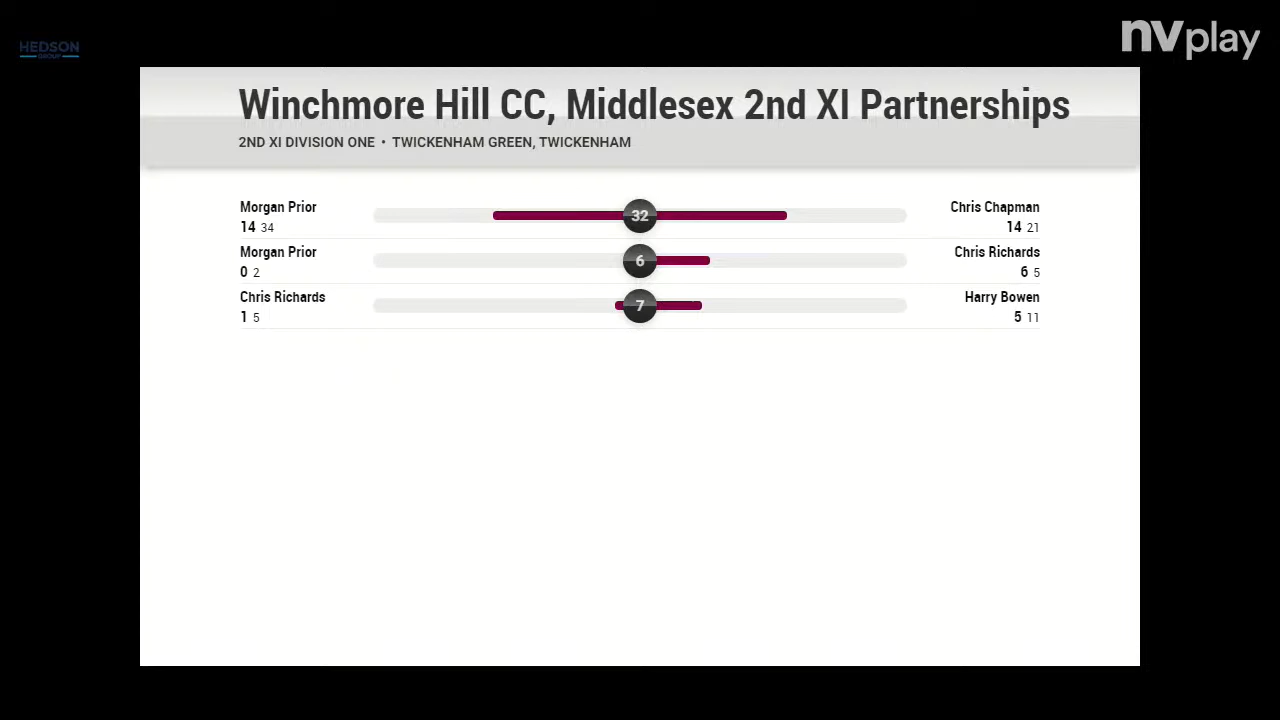 HEDSON
GROUP
nvplay
Winchmore Hill CC, Middlesex 2nd XI Partnerships
2ND XI DIVISION ONE • TWICKENHAM GREEN, TWICKENHAM
Morgan Prior
14 34
32
Chris Chapman
14 21
Morgan Prior
0 2
6
Chris Richards
6 5
Chris Richards
1 5
7
Harry Bowen
5 11